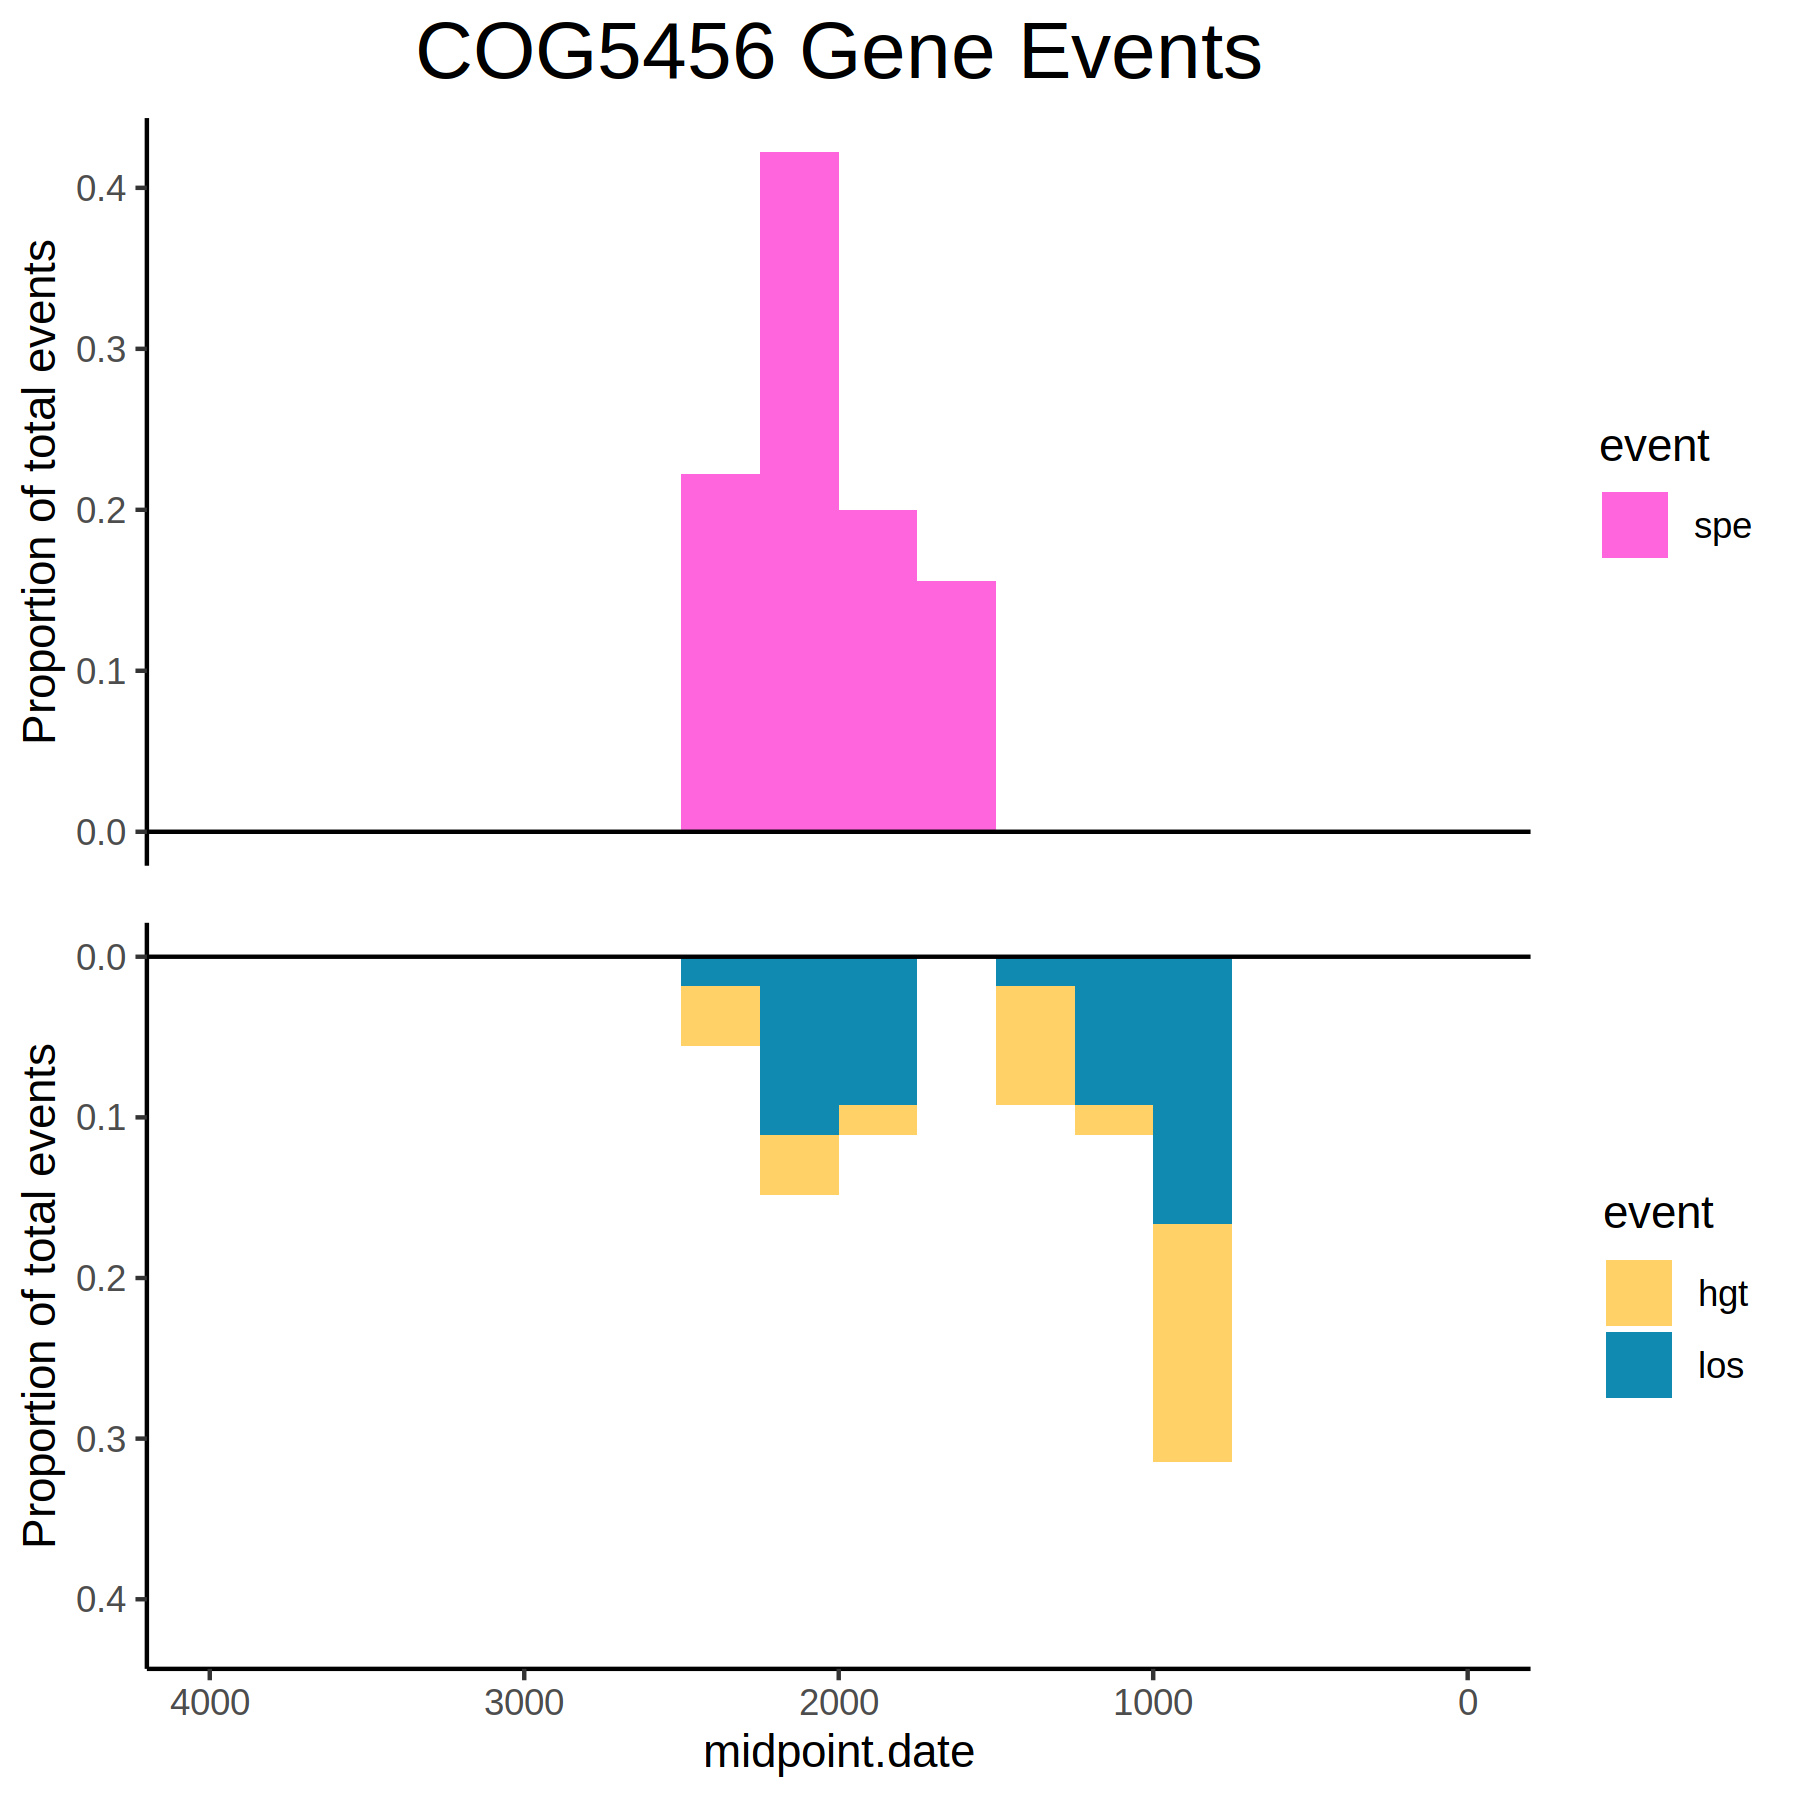 COG5456 Gene Events
Proportion of total events
0.4
0.3
0.2
0.1
0.0
event
spe
Proportion of total events
0.0
0.1
0.2
0.3
0.4
event
hgt
los
4000 3000 2000 1000 0
midpoint.date